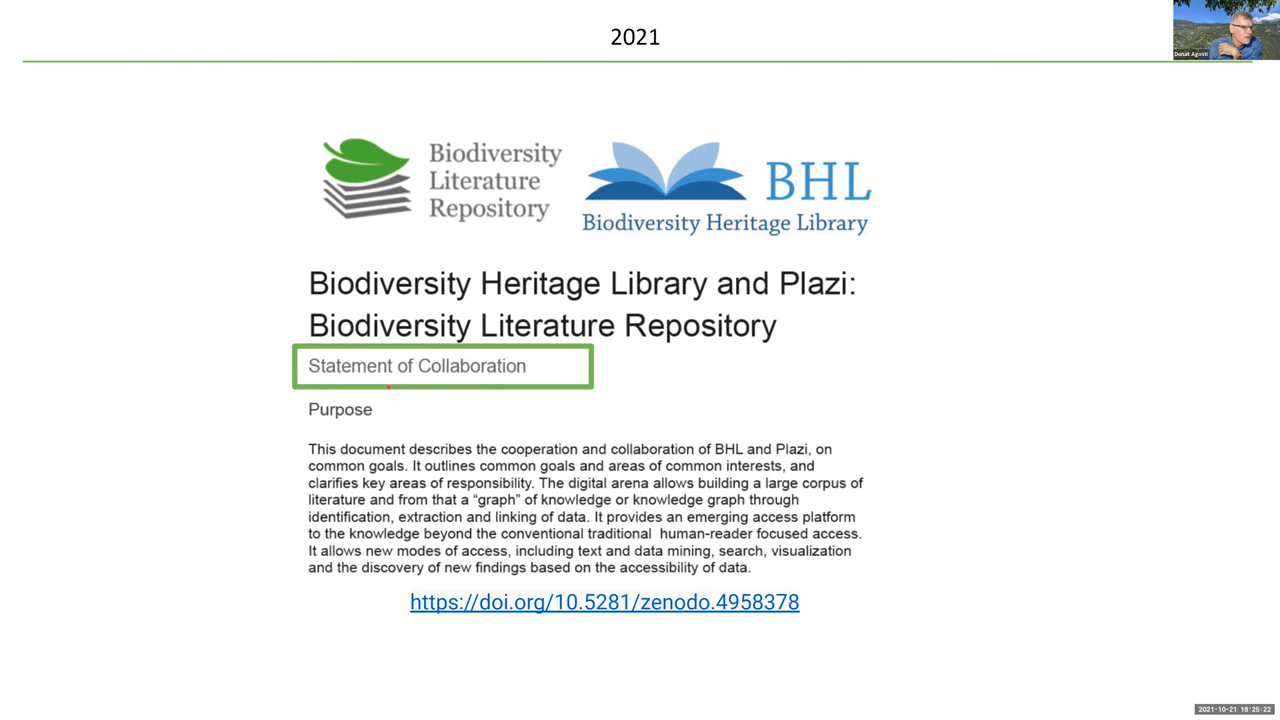 2021
Donat Agosti
Biodiversity
Literature
Repository
BHL
Biodiversity Heritage Library
Biodiversity Heritage Library and Plazi:
Biodiversity Literature Repository
Statement of Collaboration
Purpose
This document describes the cooperation and collaboration of BHL and Plazi, on
common goals. It outlines common goals and areas of common interests, and
clarifies key areas of responsibility. The digital arena allows building a large corpus of
literature and from that a “graph” of knowledge or knowledge graph through
identification, extraction and linking of data. It provides an emerging access platform
to the knowledge beyond the conventional traditional  human-reader focused access.
It allows new modes of access, including text and data mining, search, visualization
and the discovery of new findings based on the accessibility of data.
https://doi.org/10.5281/zenodo.4958378
2021-10-21 18:25:22